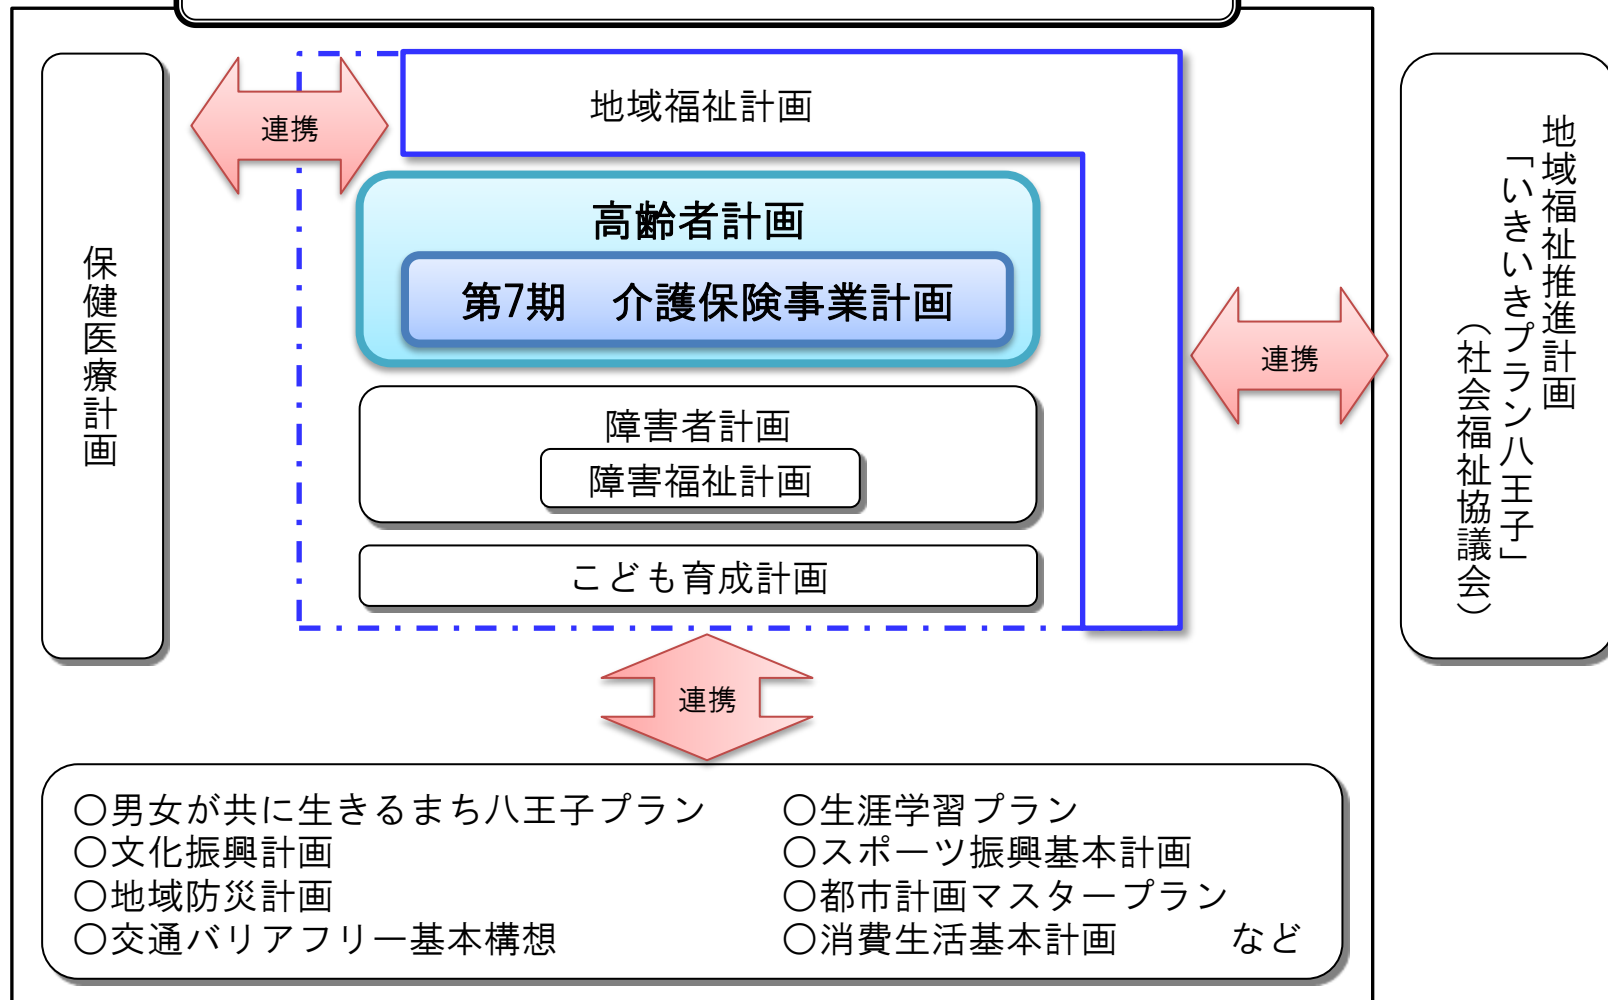 地域福祉計画
連携
高齢者計画
第7期　介護保険事業計画
保健医療計画
障害者計画
障害福祉計画
こども育成計画
連携
地域福祉推進計画
「いきいきプラン八王子」
（社会福祉協議会）
連携
○男女が共に生きるまち八王子プラン
○文化振興計画
○地域防災計画
○交通バリアフリー基本構想
○生涯学習プラン
○スポーツ振興基本計画
○都市計画マスタープラン
○消費生活基本計画　　　など